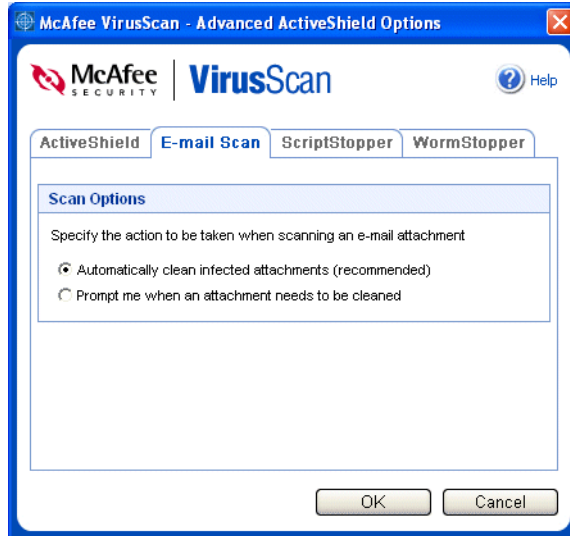 McAfee VirusScan - Advanced ActiveShield Options
McAfee SECURITY VirusScan Help
ActiveShield E-mail Scan ScriptStopper WormStopper
Scan Options
Specify the action to be taken when scanning an e-mail attachment
Automatically clean infected attachments (recommended)
Prompt me when an attachment needs to be cleaned
OK Cancel